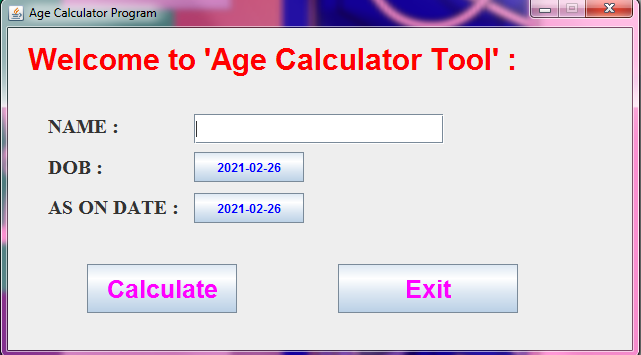 Age Calculator Program
Welcome to 'Age Calculator Tool' :
NAME :
DOB : 2021-02-26
AS ON DATE : 2021-02-26
Calculate Exit